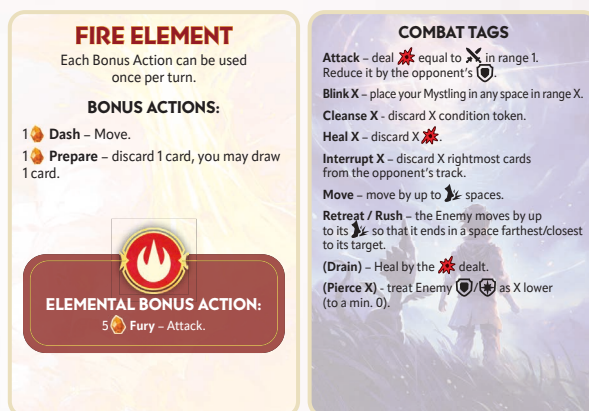 FIRE ELEMENT
Each Bonus Action can be used
once per turn.
BONUS ACTIONS:
1 Dash – Move.
1 Prepare – discard 1 card, you may draw
1 card.
ELEMENTAL BONUS ACTION:
5 Fury – Attack.
COMBAT TAGS
Attack – deal equal to in range 1.
Reduce it by the opponent's .
Blink X – place your Mystling in any space in range X.
Cleanse X - discard X condition token.
Heal X – discard X .
Interrupt X – discard X rightmost cards
from the opponent's track.
Move – move by up to spaces.
Retreat / Rush – the Enemy moves by up
to its so that it ends in a space farthest/closest
to its target.
(Drain) – Heal by the dealt.
(Pierce X) - treat Enemy / as X lower
(to a min. 0).